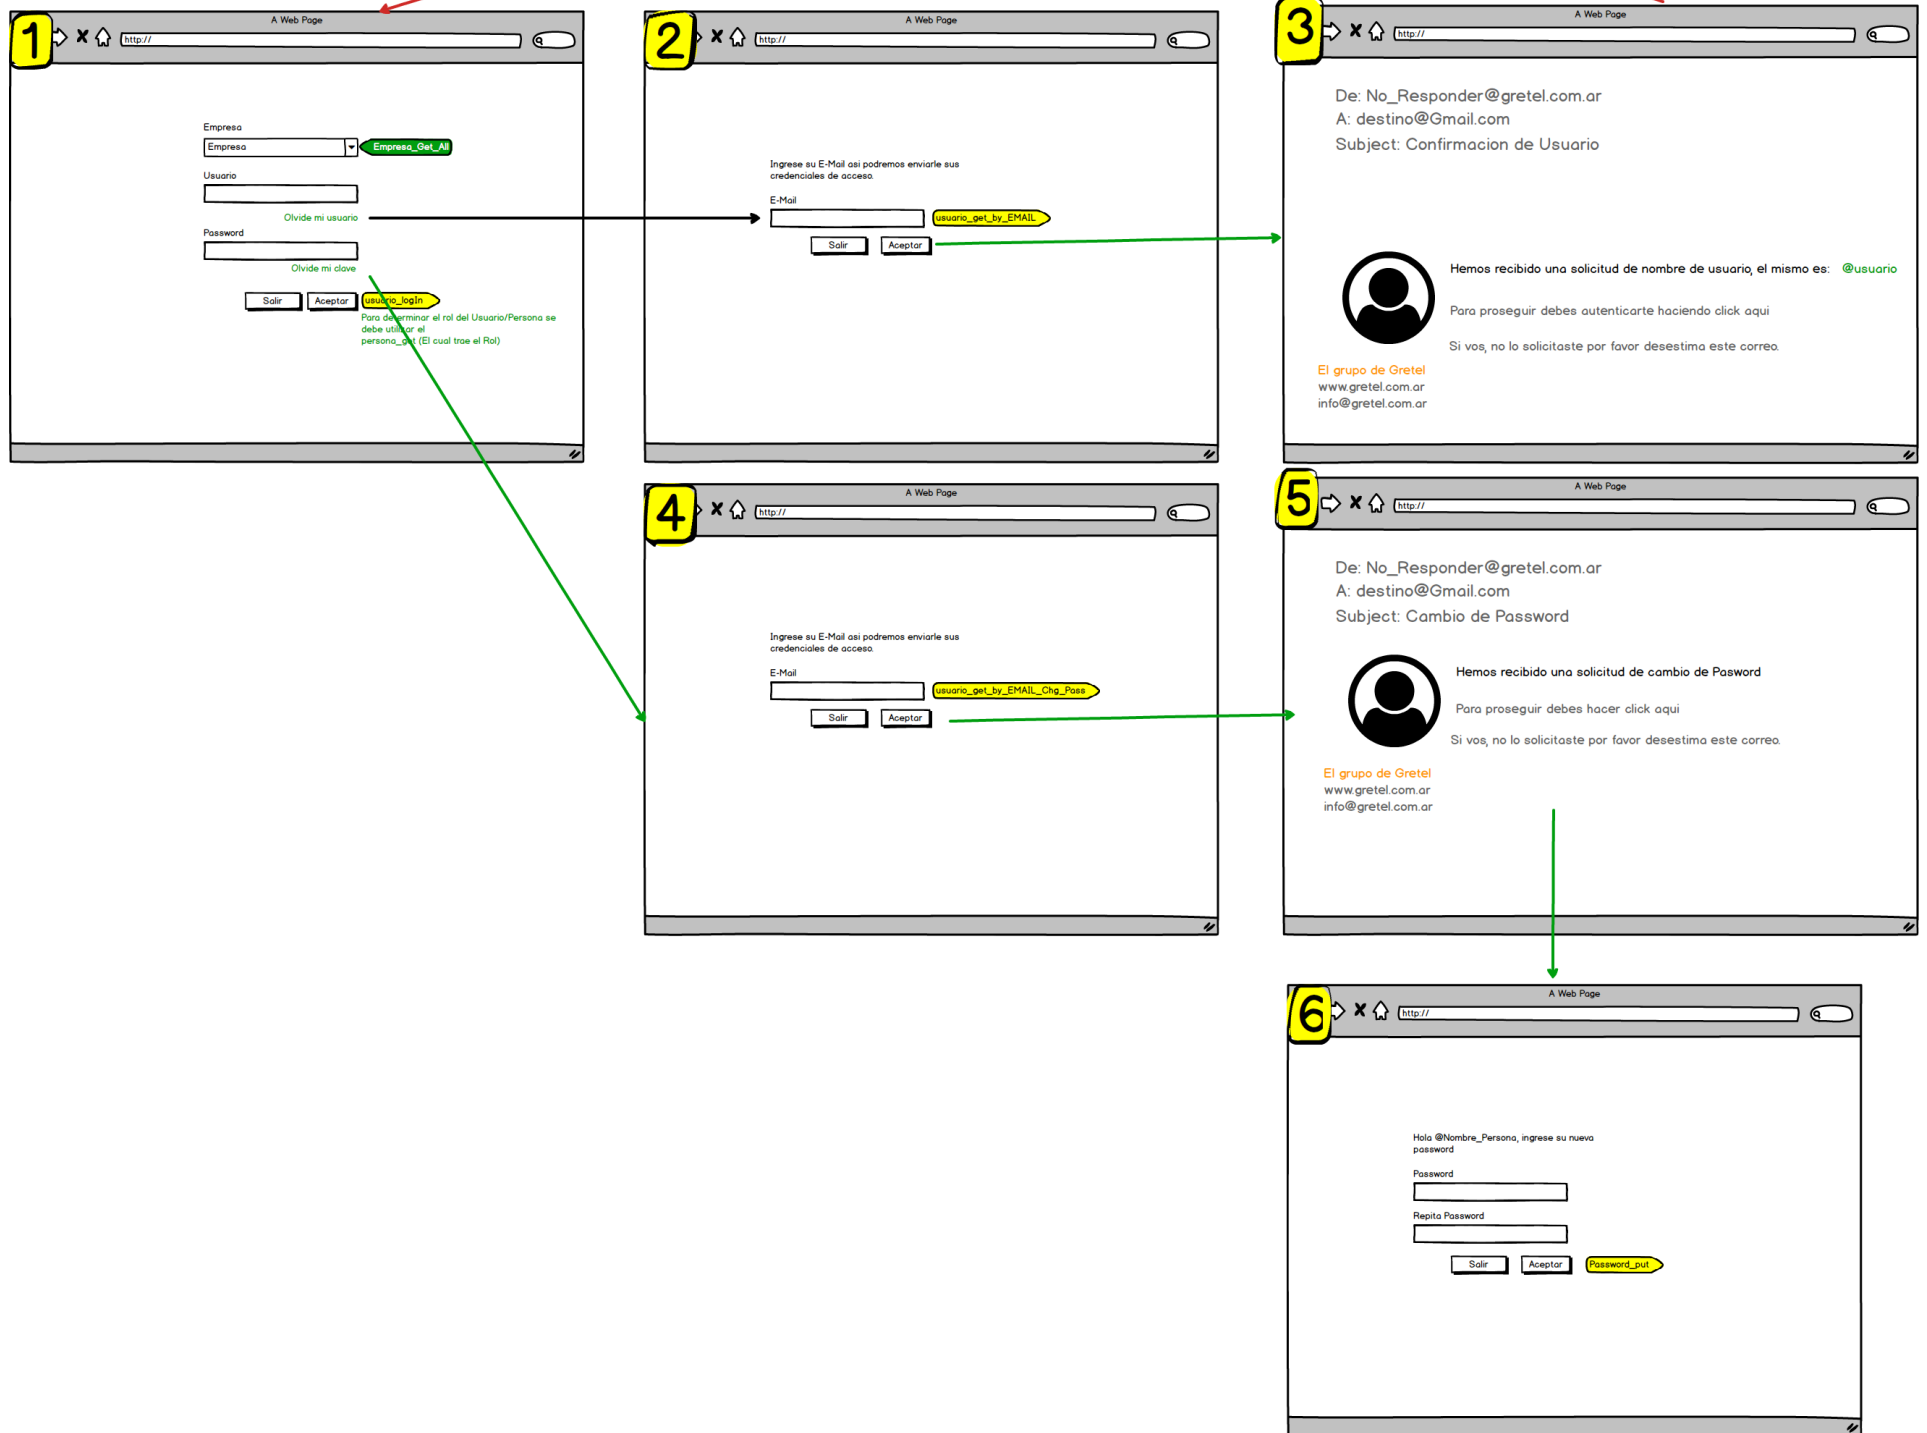 1
A Web Page
http://
Empresa
Empresa
Empresa_Get_All
Usuario
Olvide mi usuario
Password
Olvide mi clave
Salir
Aceptar
usuario_logIn
Para determinar el rol del Usuario/Persona se
debe utilizar el
persona_get (El cual trae el Rol)
2
A Web Page
http://
Ingrese su E-Mail asi podremos enviarle sus
credenciales de acceso.
E-Mail
usuario_get_by_EMAIL
Salir
Aceptar
3
A Web Page
http://
De: No_Responder@gretel.com.ar
A: destino@Gmail.com
Subject: Confirmacion de Usuario
Hemos recibido una solicitud de nombre de usuario, el mismo es: @usuario
Para proseguir debes autenticarte haciendo click aqui
Si vos, no lo solicitaste por favor desestima este correo.
El grupo de Gretel
www.gretel.com.ar
info@gretel.com.ar
4
A Web Page
http://
Ingrese su E-Mail asi podremos enviarle sus
credenciales de acceso.
E-Mail
usuario_get_by_EMAIL_Chg_Pass
Salir
Aceptar
5
A Web Page
http://
De: No_Responder@gretel.com.ar
A: destino@Gmail.com
Subject: Cambio de Password
Hemos recibido una solicitud de cambio de Pasword
Para proseguir debes hacer click aqui
Si vos, no lo solicitaste por favor desestima este correo.
El grupo de Gretel
www.gretel.com.ar
info@gretel.com.ar
6
A Web Page
http://
Hola @Nombre_Persona, ingrese su nueva
password
Password
Repita Password
Salir
Aceptar
Password_put